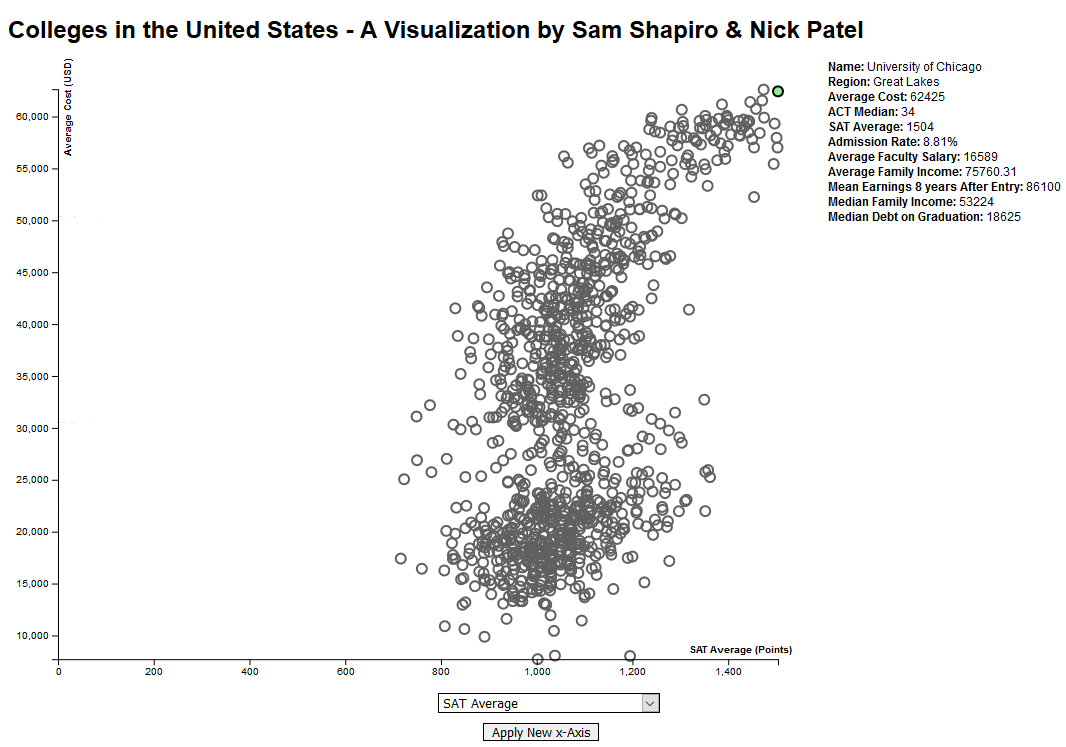 Colleges in the United States - A Visualization by Sam Shapiro & Nick Patel
Average Cost (USD)
60,000
55,000
50,000
45,000
40,000
35,000
30,000
25,000
20,000
15,000
10,000
SAT Average (Points)
0 200 400 600 800 1,000 1,200 1,400
Name: University of Chicago
Region: Great Lakes
Average Cost: 62425
ACT Median: 34
SAT Average: 1504
Admission Rate: 8.81%
Average Faculty Salary: 16589
Average Family Income: 75760.31
Mean Earnings 8 years After Entry: 86100
Median Family Income: 53224
Median Debt on Graduation: 18625
SAT Average
Apply New x-Axis